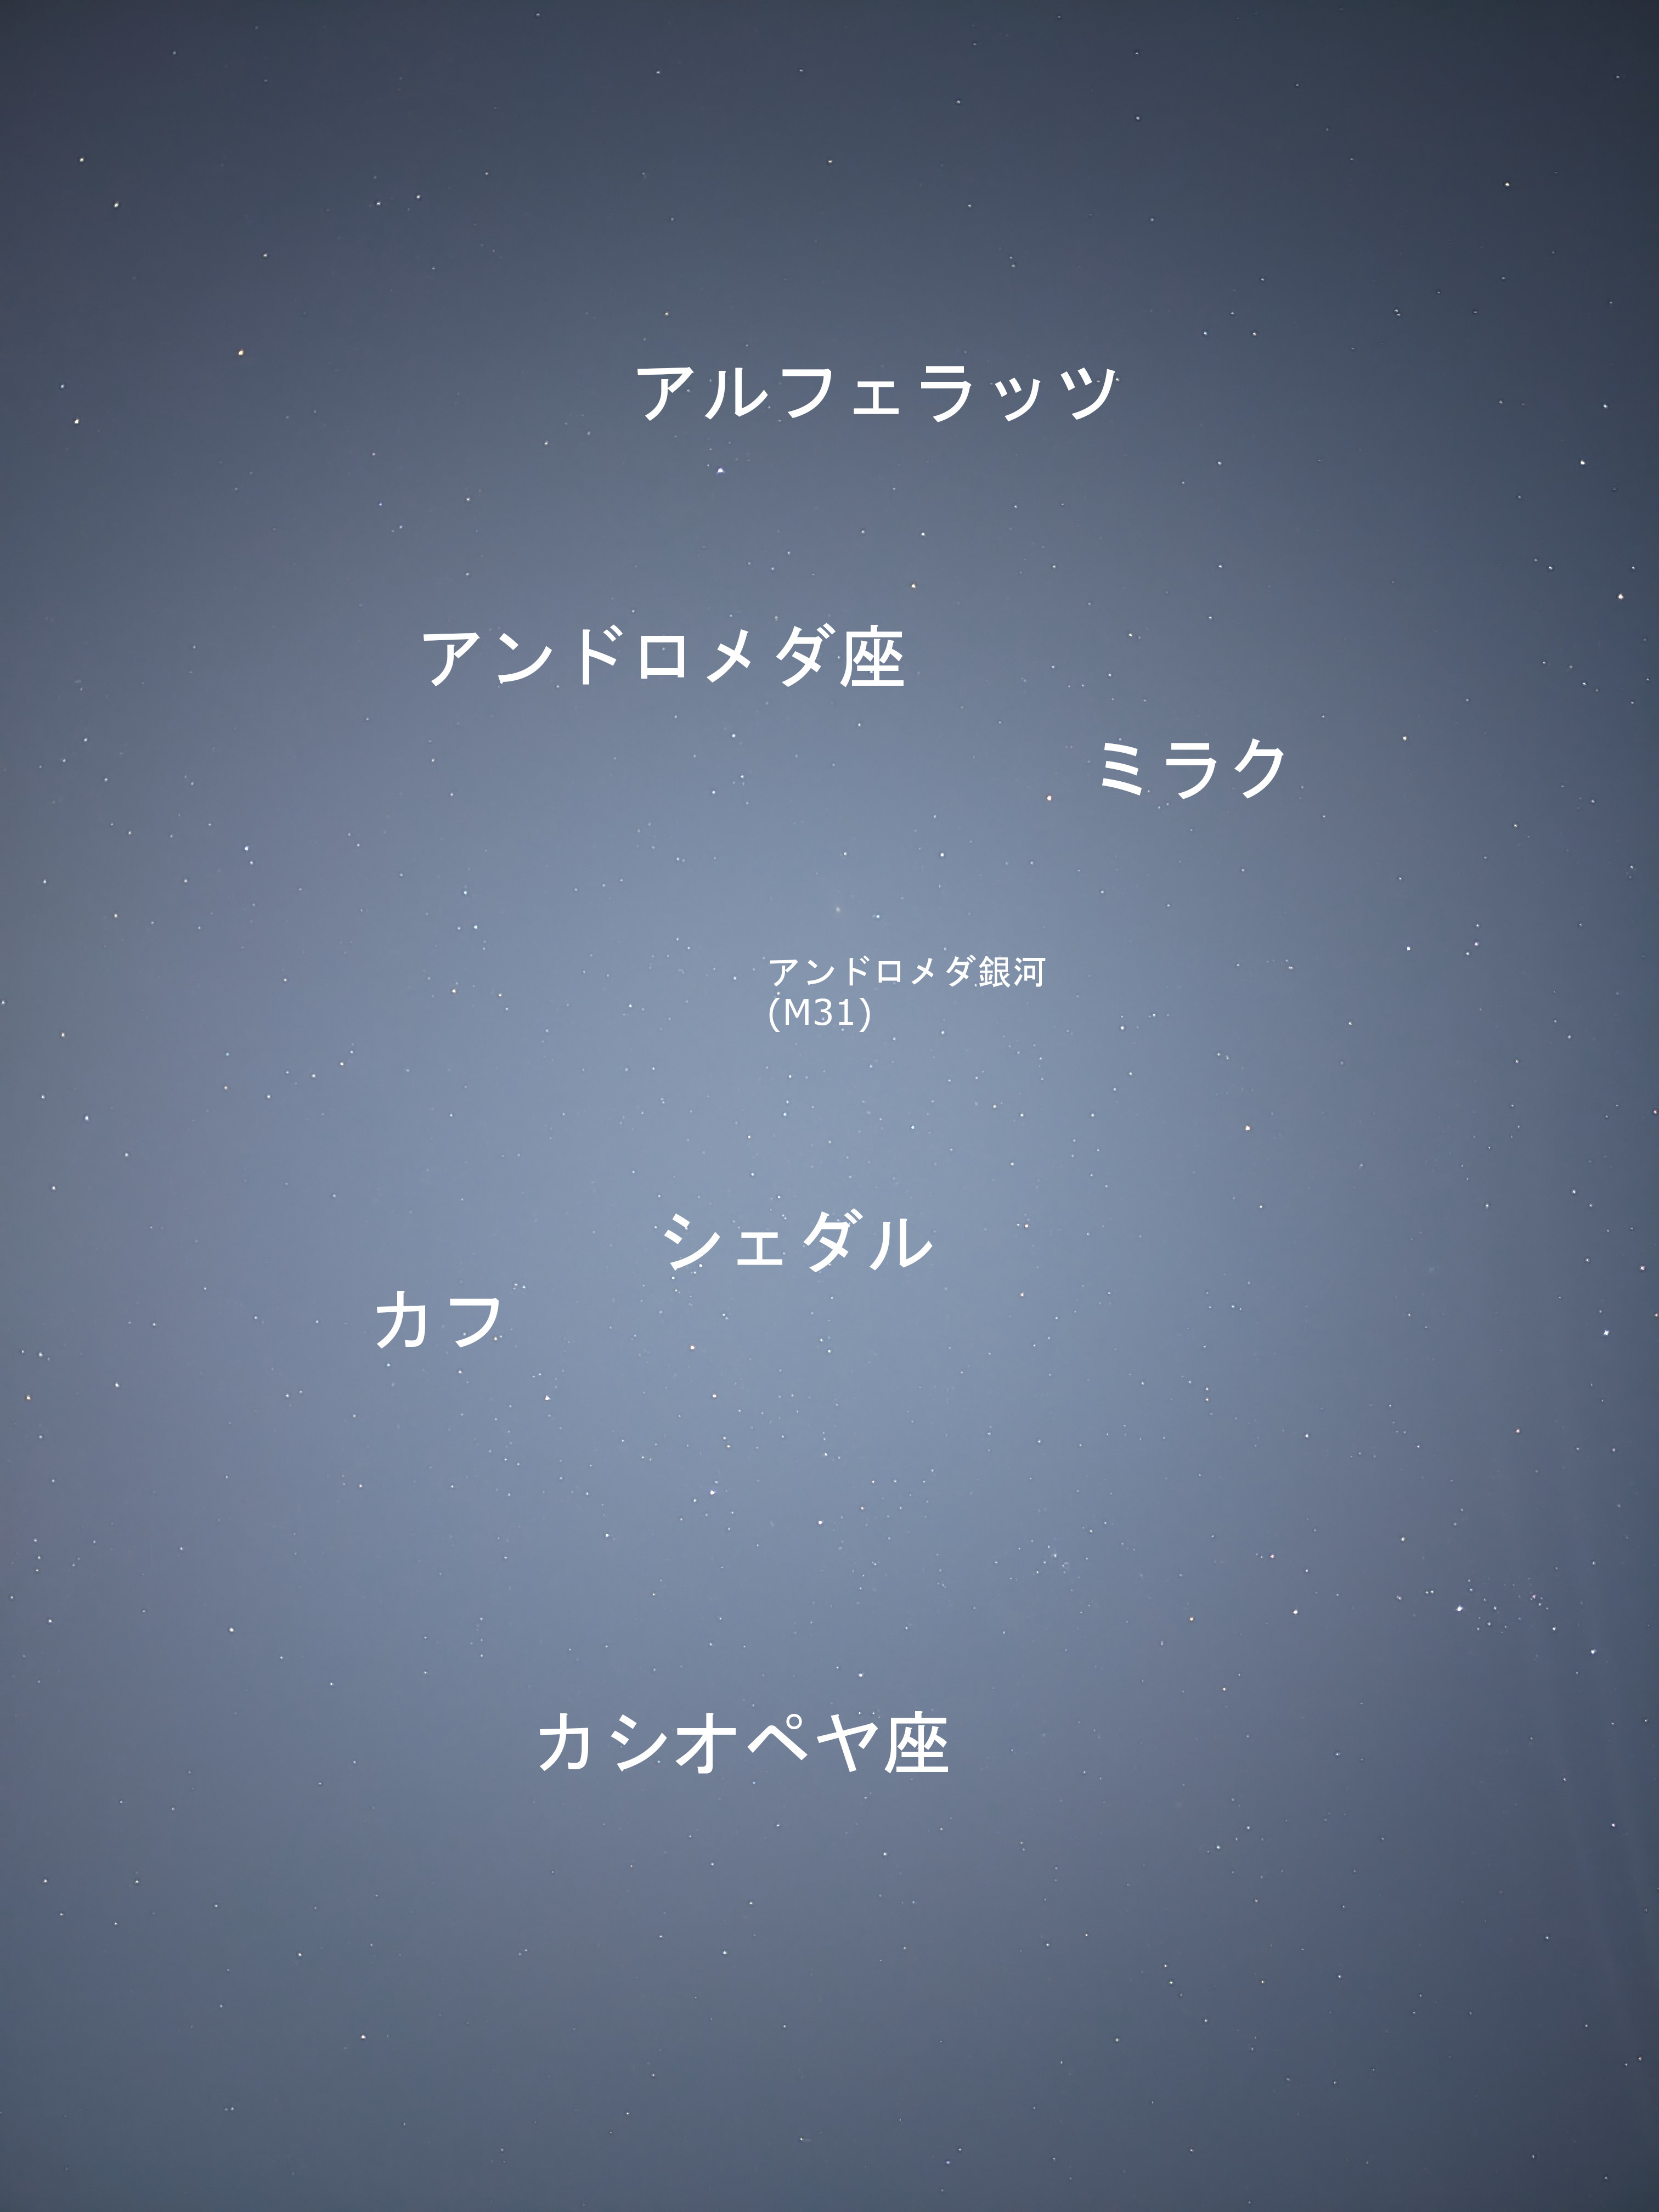 アルフェラッツ
アンドロメダ座
ミラク
アンドロメダ銀河
(M31)
シェダル
カフ
カシオペヤ座